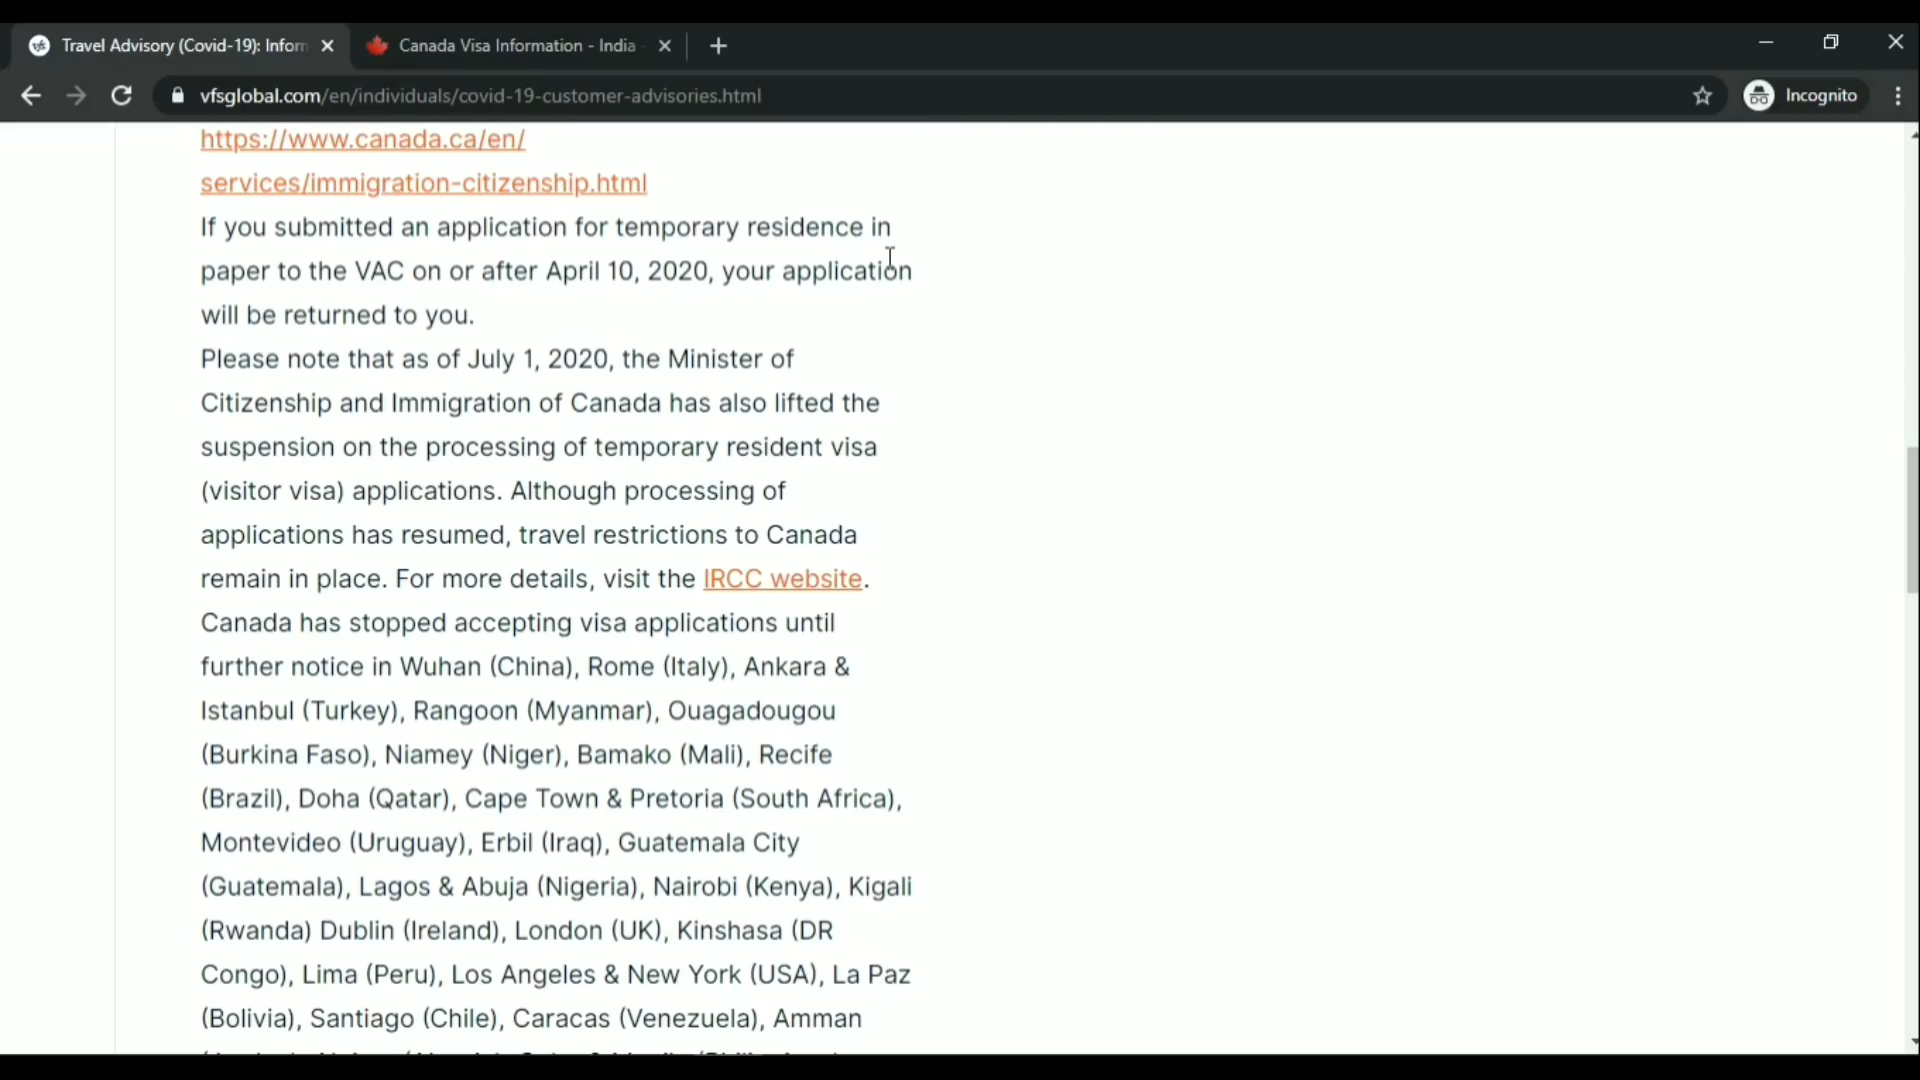 Travel Advisory (Covid-19): Inform
Canada Visa Information - India
vfsglobal.com/en/individuals/covid-19-customer-advisories.html
Incognito
https://www.canada.ca/en/
services/immigration-citizenship.html
If you submitted an application for temporary residence in
paper to the VAC on or after April 10, 2020, your application
will be returned to you.
Please note that as of July 1, 2020, the Minister of
Citizenship and Immigration of Canada has also lifted the
suspension on the processing of temporary resident visa
(visitor visa) applications. Although processing of
applications has resumed, travel restrictions to Canada
remain in place. For more details, visit the IRCC website.
Canada has stopped accepting visa applications until
further notice in Wuhan (China), Rome (Italy), Ankara &
Istanbul (Turkey), Rangoon (Myanmar), Ouagadougou
(Burkina Faso), Niamey (Niger), Bamako (Mali), Recife
(Brazil), Doha (Qatar), Cape Town & Pretoria (South Africa),
Montevideo (Uruguay), Erbil (Iraq), Guatemala City
(Guatemala), Lagos & Abuja (Nigeria), Nairobi (Kenya), Kigali
(Rwanda) Dublin (Ireland), London (UK), Kinshasa (DR
Congo), Lima (Peru), Los Angeles & New York (USA), La Paz
(Bolivia), Santiago (Chile), Caracas (Venezuela), Amman